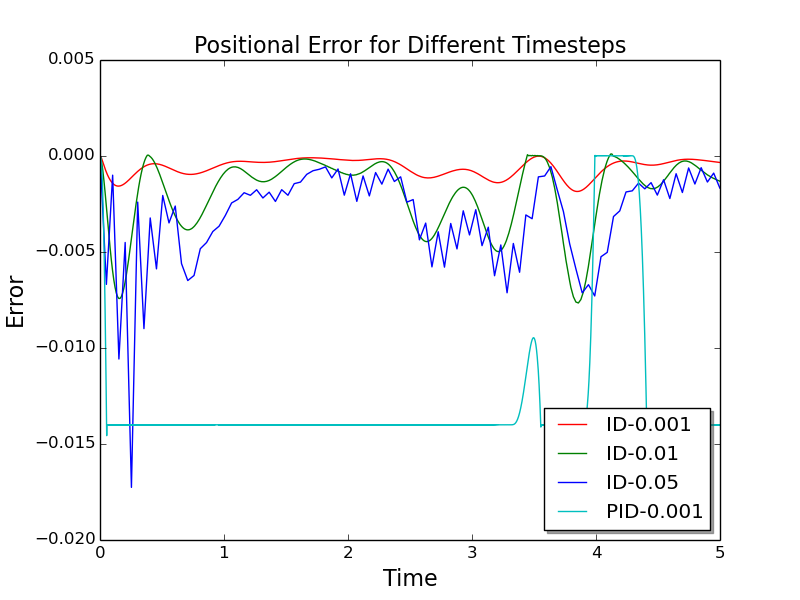 Positional Error for Different Timesteps
0.005
0.000
−0.005
−0.010
−0.015
−0.020
Error
0 1 2 3 4 5
Time
ID-0.001
ID-0.01
ID-0.05
PID-0.001